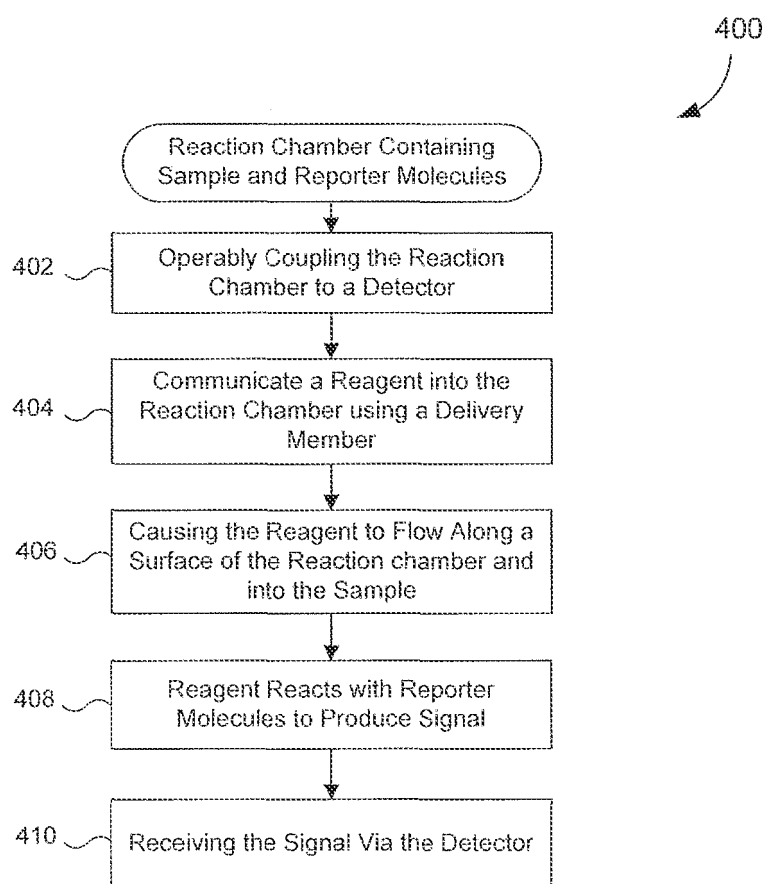 400
Reaction Chamber Containing
Sample and Reporter Molecules
402
Operably Coupling the Reaction
Chamber to a Detector
404
Communicate a Reagent into the
Reaction Chamber using a Delivery
Member
406
Causing the Reagent to Flow Along a
Surface of the Reaction chamber and
into the Sample
408
Reagent Reacts with Reporter
Molecules to Produce Signal
410
Receiving the Signal Via the Detector